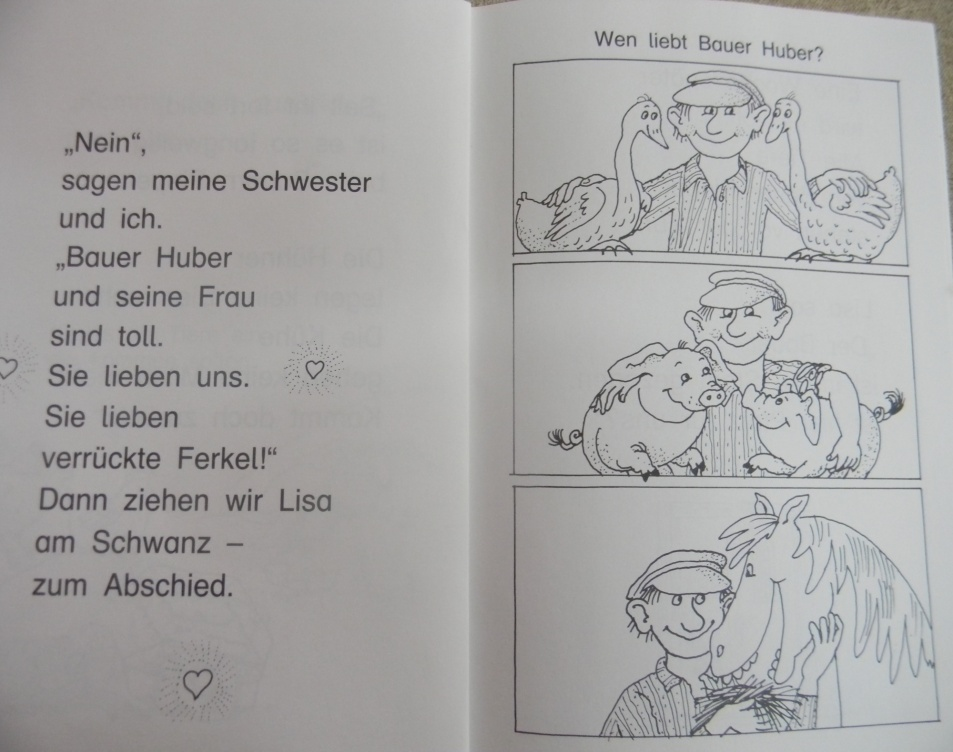 „Nein“,
sagen meine Schwester
und ich.
„Bauer Huber
und seine Frau
sind toll.
Sie lieben uns.
Sie lieben
verrückte Ferkel!“
Dann ziehen wir Lisa
am Schwanz –
zum Abschied.
Wen liebt Bauer Huber?